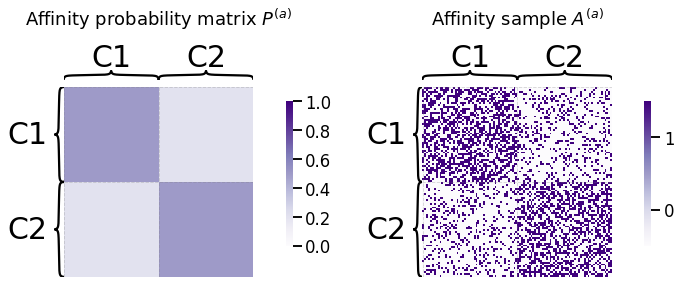 Affinity probability matrix P^(a)
C1 C2
C1
C2
1.0
0.8
0.6
0.4
0.2
0.0
Affinity sample A^(a)
C1 C2
C1
C2
1
0